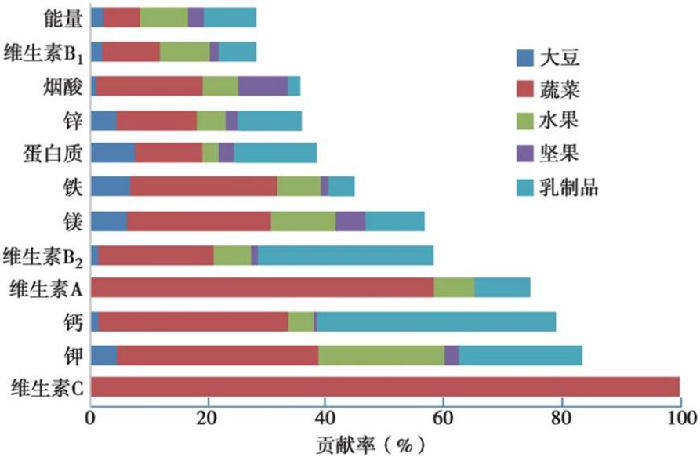 能量
维生素B1
烟酸
锌
蛋白质
铁
镁
维生素B2
维生素A
钙
钾
维生素C
大豆
蔬菜
水果
坚果
乳制品
0 20 40 60 80 100
贡献率（%）